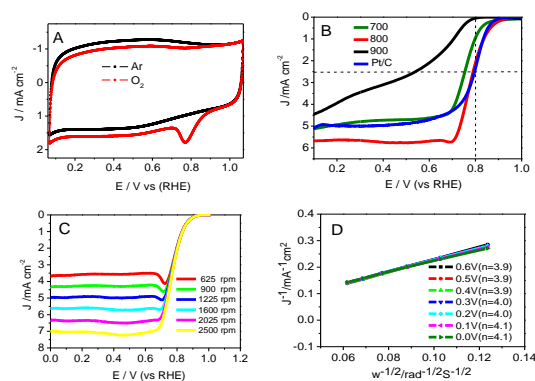 A
Ar
O2
-1
0
1
2
J / mA cm-2
0.2 0.4 0.6 0.8 1.0
E / V (vs (RHE)
B
700
800
900
Pt/C
0
1
2
3
4
5
6
J /mA cm-2
0.2 0.4 0.6 0.8 1.0
E / V (vs RHE)
C
625 rpm
900 rpm
1225 rpm
1600 rpm
2025 rpm
2500 rpm
0
1
2
3
4
5
6
7
8
J/ mA cm-2
0.0 0.2 0.4 0.6 0.8 1.0 1.2
E / V (vs RHE)
D
0.6V(n=3.9)
0.5V(n=3.9)
0.4V(n=3.9)
0.3V(n=4.0)
0.2V(n=4.0)
0.1V(n=4.1)
0.0V(n=4.1)
0.4
0.3
0.2
0.1
0.0
-0.1
J-1/mA-1cm2
0.06 0.08 0.10 0.12 0.14
w-1/2/rad-1/2S-1/2